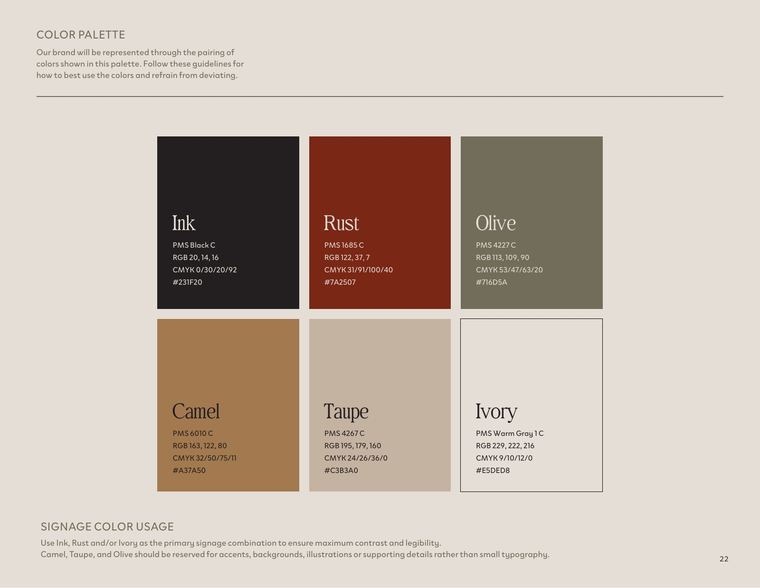 COLOR PALETTE
Our brand will be represented through the pairing of
colors shown in this palette. Follow these guidelines for
how to best use the colors and refrain from deviating.
Ink
PMS Black C
RGB 20, 14, 16
CMYK 0/30/20/92
#231F20
Rust
PMS 1685 C
RGB 122, 37, 7
CMYK 31/91/100/40
#7A2507
Olive
PMS 4227 C
RGB 113, 109, 90
CMYK 53/47/63/20
#716D5A
Camel
PMS 6010 C
RGB 163, 122, 80
CMYK 32/50/75/11
#A37A50
Taupe
PMS 4267 C
RGB 195, 179, 160
CMYK 24/26/36/0
#C3B3A0
Ivory
PMS Warm Gray 1 C
RGB 229, 222, 216
CMYK 9/10/12/0
#E5DED8
SIGNAGE COLOR USAGE
Use Ink, Rust and/or Ivory as the primary signage combination to ensure maximum contrast and legibility.
Camel, Taupe, and Olive should be reserved for accents, backgrounds, illustrations or supporting details rather than small typography.
22